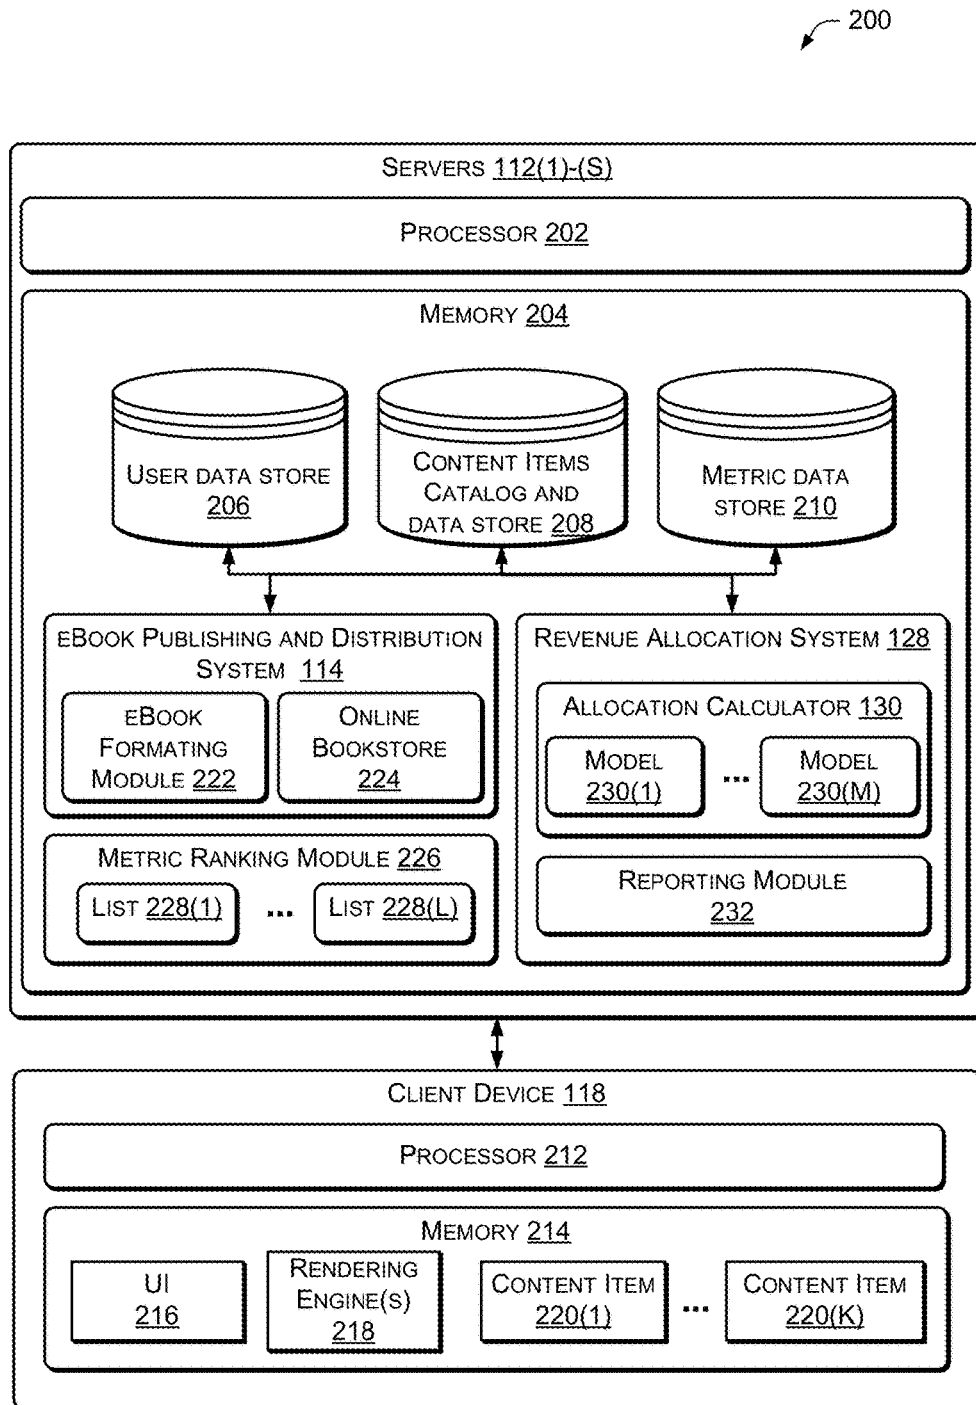 200
SERVERS 112(1)-(S)
PROCESSOR 202
MEMORY 204
USER DATA STORE
206
CONTENT ITEMS
CATALOG AND
DATA STORE 208
METRIC DATA
STORE 210
EBOOK PUBLISHING AND DISTRIBUTION
SYSTEM 114
EBOOK
FORMATING
MODULE 222
ONLINE
BOOKSTORE
224
METRIC RANKING MODULE 226
LIST 228(1)
...
LIST 228(L)
REVENUE ALLOCATION SYSTEM 128
ALLOCATION CALCULATOR 130
MODEL
230(1)
...
MODEL
230(M)
REPORTING MODULE
232
CLIENT DEVICE 118
PROCESSOR 212
MEMORY 214
UI
216
RENDERING
ENGINE(S)
218
CONTENT ITEM
220(1)
...
CONTENT ITEM
220(K)